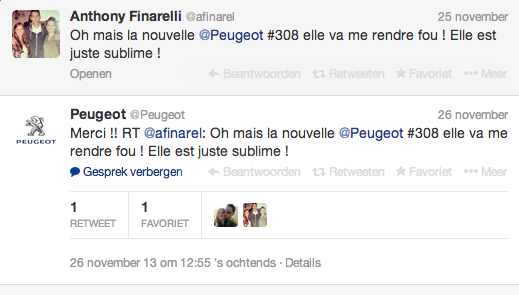 Anthony Finarelli @afinarel 25 november
Oh mais la nouvelle @Peugeot #308 elle va me rendre fou ! Elle est
juste sublime !
Openen Beantwoorden Retweeten Favoriet Meer
Peugeot @Peugeot 26 november
Merci !! RT @afinarel: Oh mais la nouvelle @Peugeot #308 elle va me
rendre fou ! Elle est juste sublime !
PEUGEOT
Gesprek verbergen Beantwoorden Retweeten Favoriet Meer
1 1
RETWEET FAVORIET
26 november 13 om 12:55 's ochtends · Details